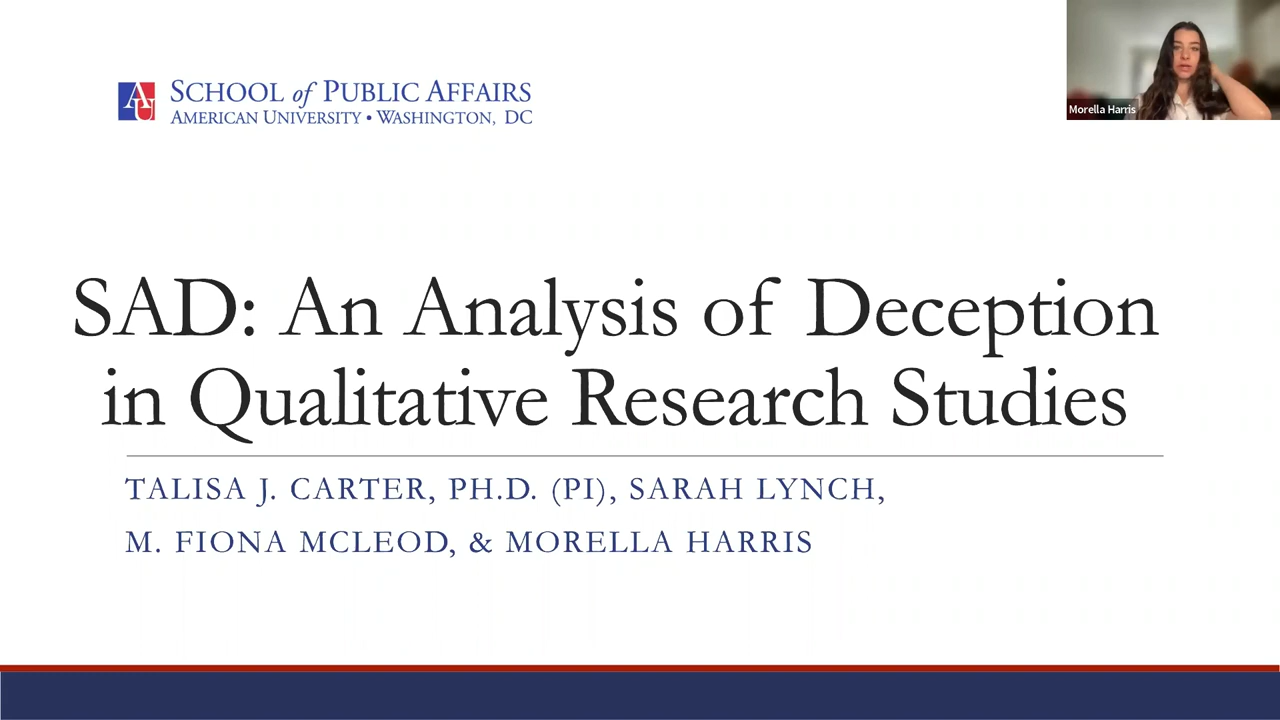 AU
SCHOOL of PUBLIC AFFAIRS
AMERICAN UNIVERSITY • WASHINGTON, DC
Morella Harris
SAD: An Analysis of Deception
in Qualitative Research Studies
TALISA J. CARTER, PH.D. (PI), SARAH LYNCH,
M. FIONA MCLEOD, & MORELLA HARRIS